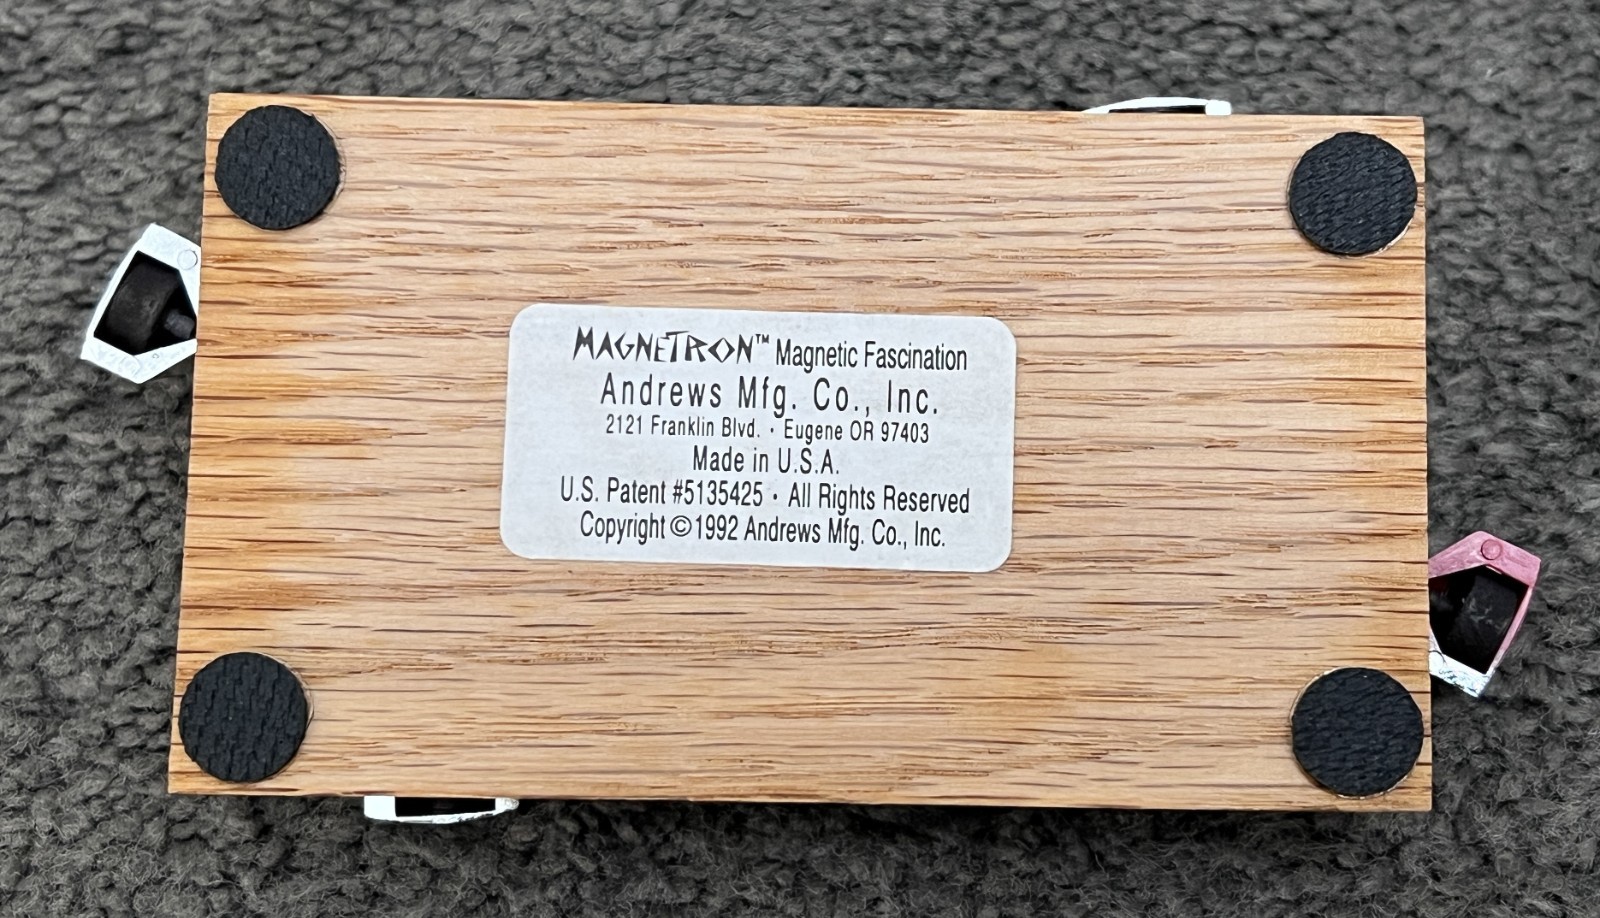 MAGNETRON™ Magnetic Fascination
Andrews Mfg. Co., Inc.
2121 Franklin Blvd. · Eugene OR 97403
Made in U.S.A.
U.S. Patent #5135425 · All Rights Reserved
Copyright ©1992 Andrews Mfg. Co., Inc.